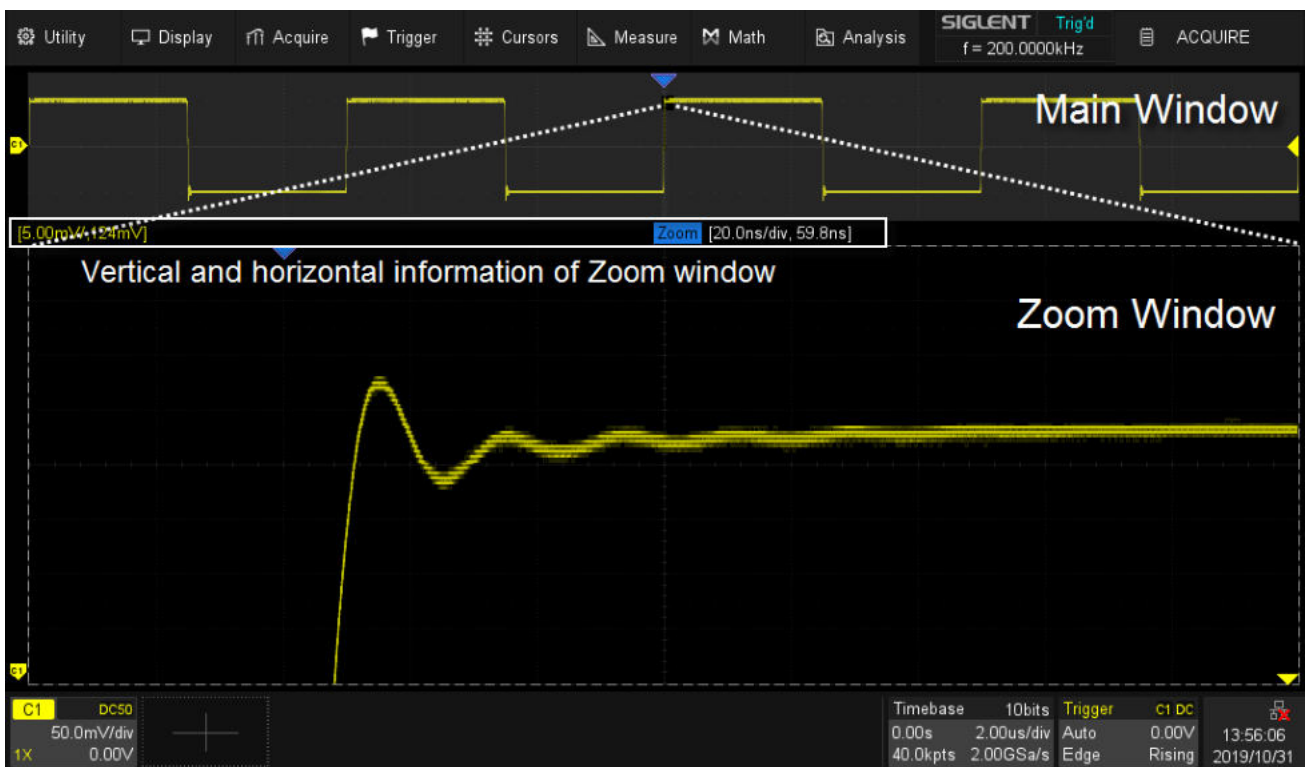 Utility Display Acquire Trigger Cursors Measure Math Analysis SIGLENT Trig'd ACQUIRE
f = 200.0000kHz
Main Window
C1
[5.00mV/,124mV] Zoom [20.0ns/div, 59.8ns]
Vertical and horizontal information of Zoom window
Zoom Window
C1
C1 DC50 Timebase 10bits Trigger C1 DC
50.0mV/div 0.00s 2.00us/div Auto 0.00V 13:56:06
1X 0.00V 40.0kpts 2.00GSa/s Edge Rising 2019/10/31